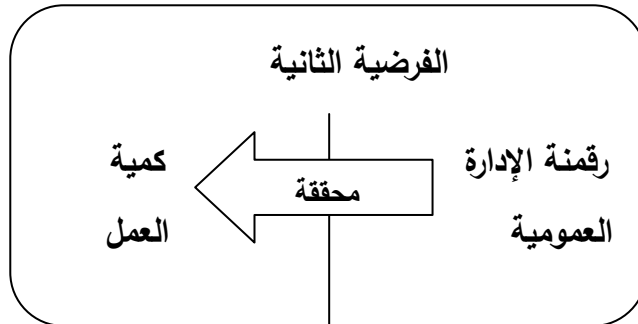 الفرضية الثانية
رقمنة الإدارة
العمومية
محققة
كمية
العمل